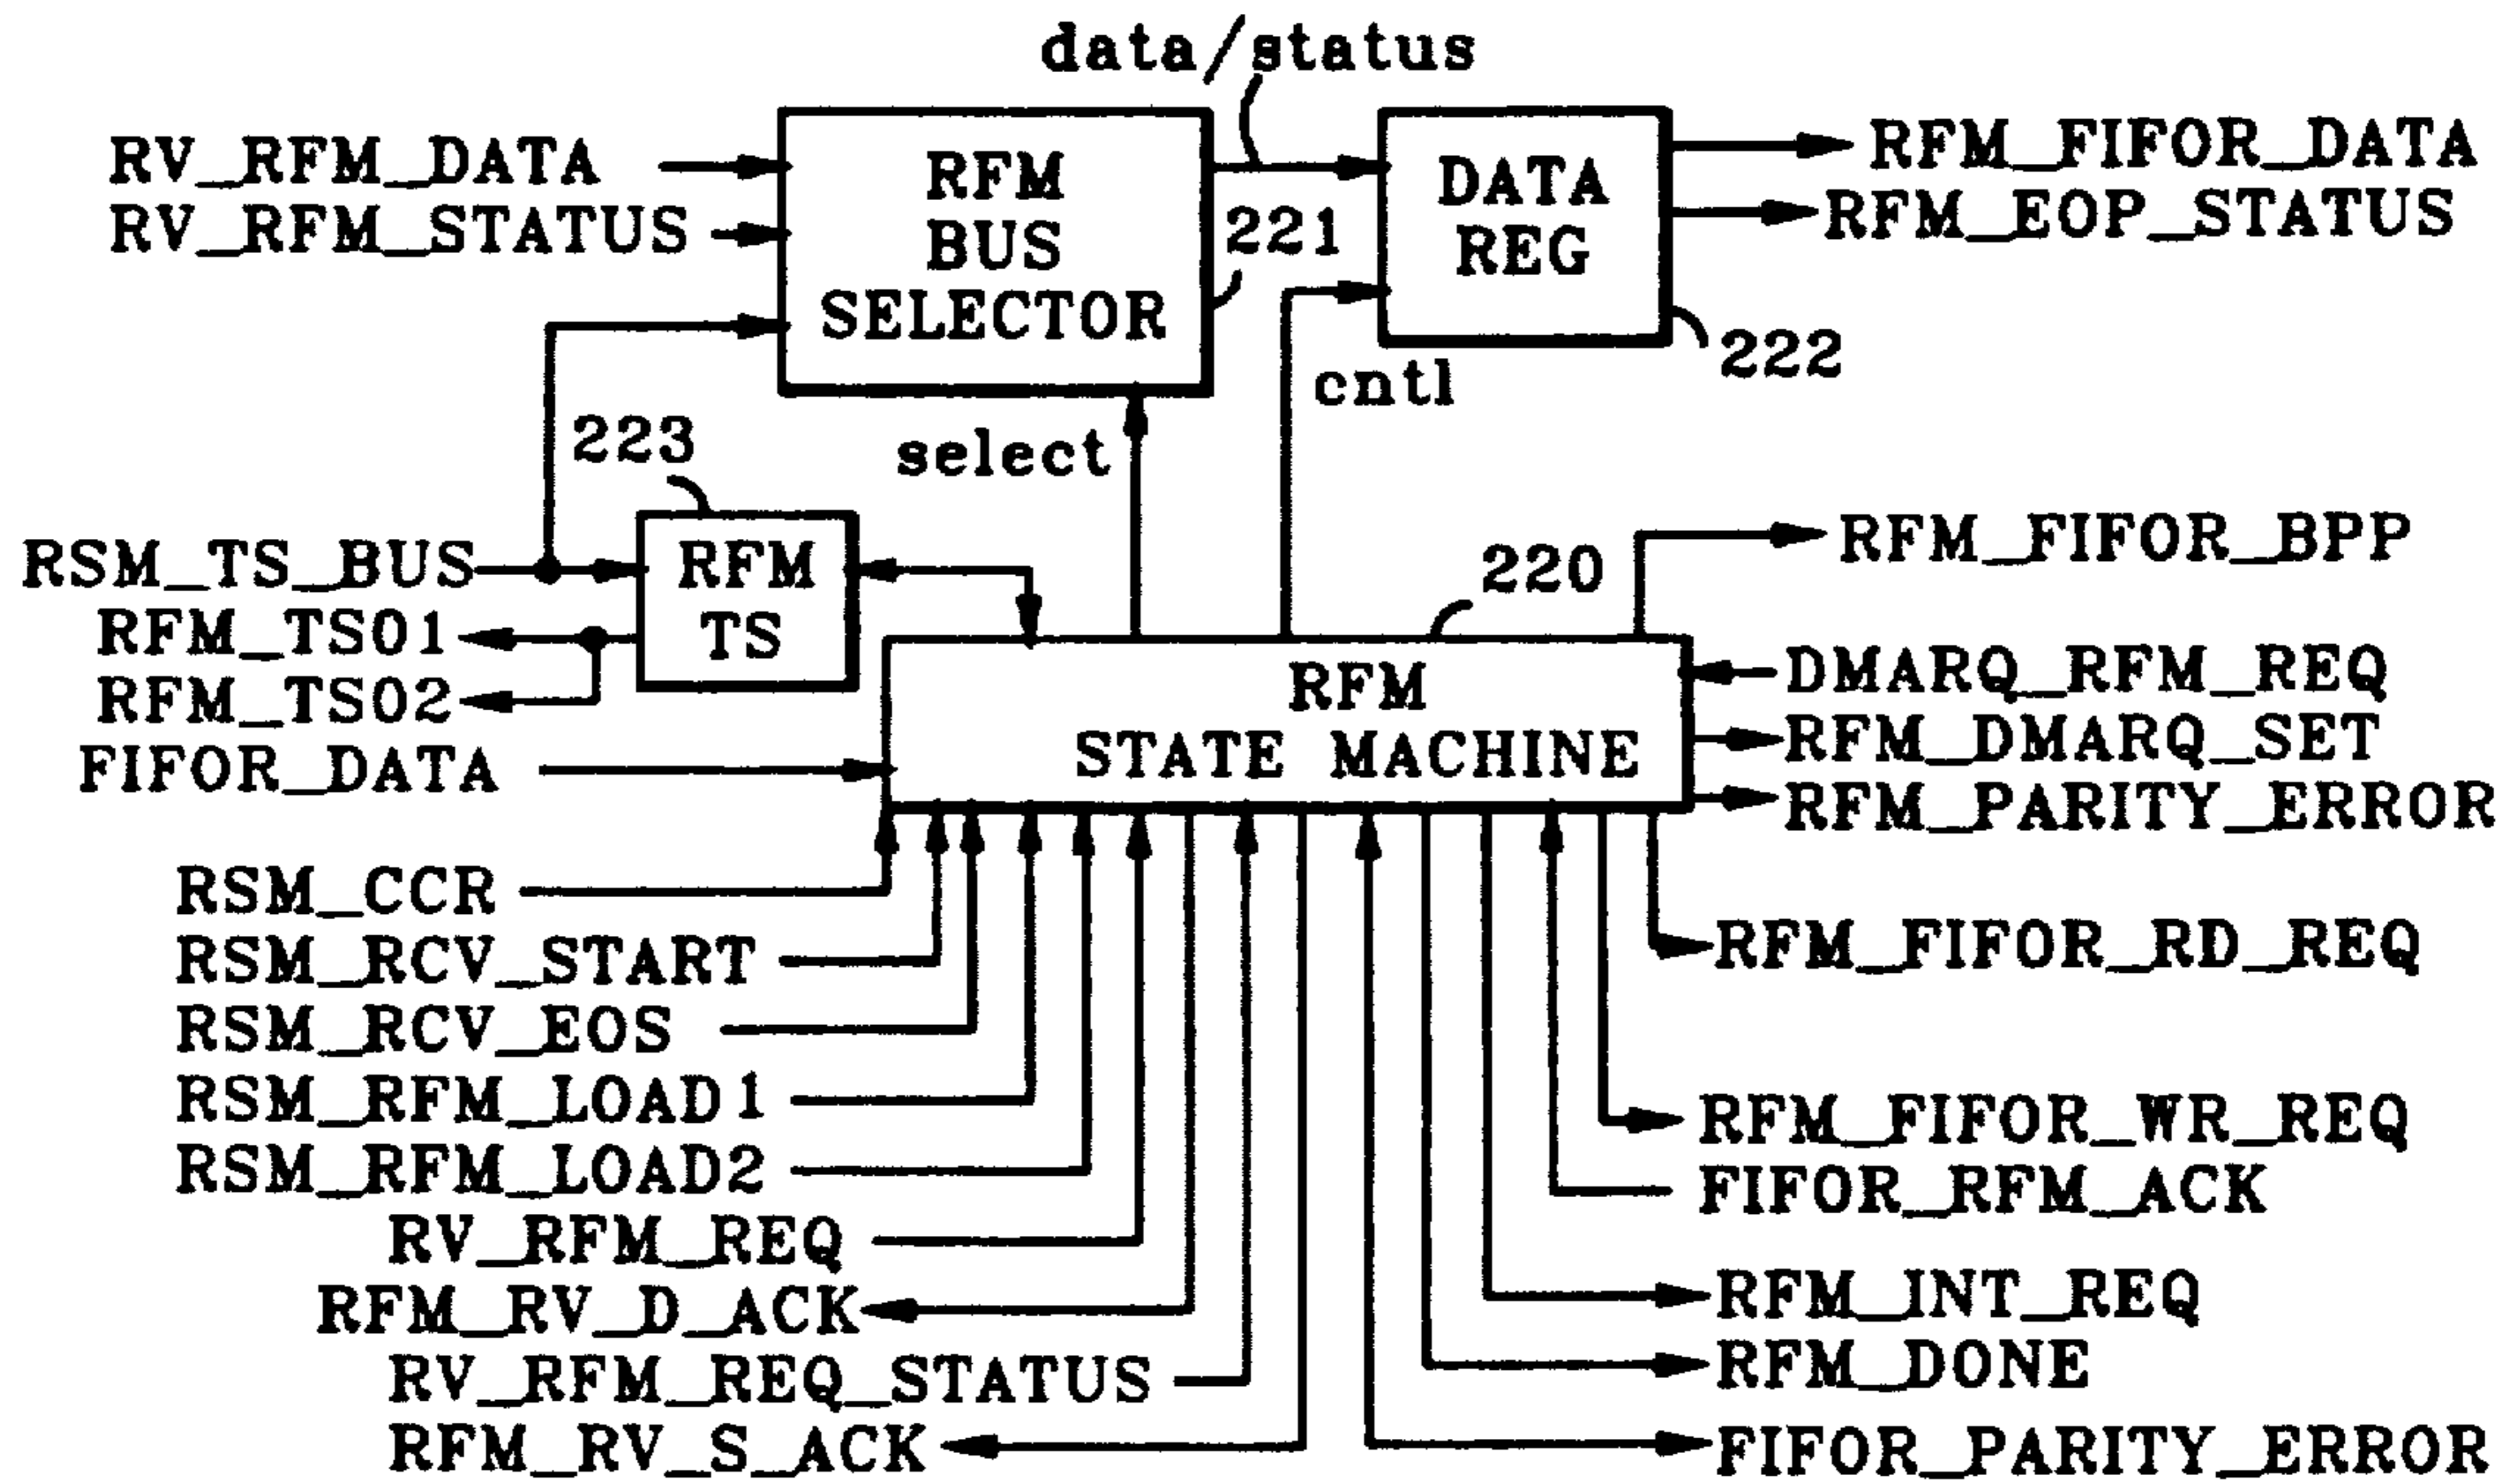 data/status
RV_RFM_DATA
RV_RFM_STATUS
RFM
BUS
SELECTOR
221
DATA
REG
RFM_FIFOR_DATA
RFM_EOP_STATUS
222
cntl
select
223
RSM_TS_BUS
RFM_TS01
RFM_TS02
FIFOR_DATA
RFM
TS
220
RFM
STATE MACHINE
RFM_FIFOR_BPP
DMARQ_RFM_REQ
RFM_DMARQ_SET
RFM_PARITY_ERROR
RSM_CCR
RSM_RCV_START
RSM_RCV_EOS
RSM_RFM_LOAD1
RSM_RFM_LOAD2
RV_RFM_REQ
RFM_RV_D_ACK
RV_RFM_REQ_STATUS
RFM_RV_S_ACK
RFM_FIFOR_RD_REQ
RFM_FIFOR_WR_REQ
FIFOR_RFM_ACK
RFM_INT_REQ
RFM_DONE
FIFOR_PARITY_ERROR